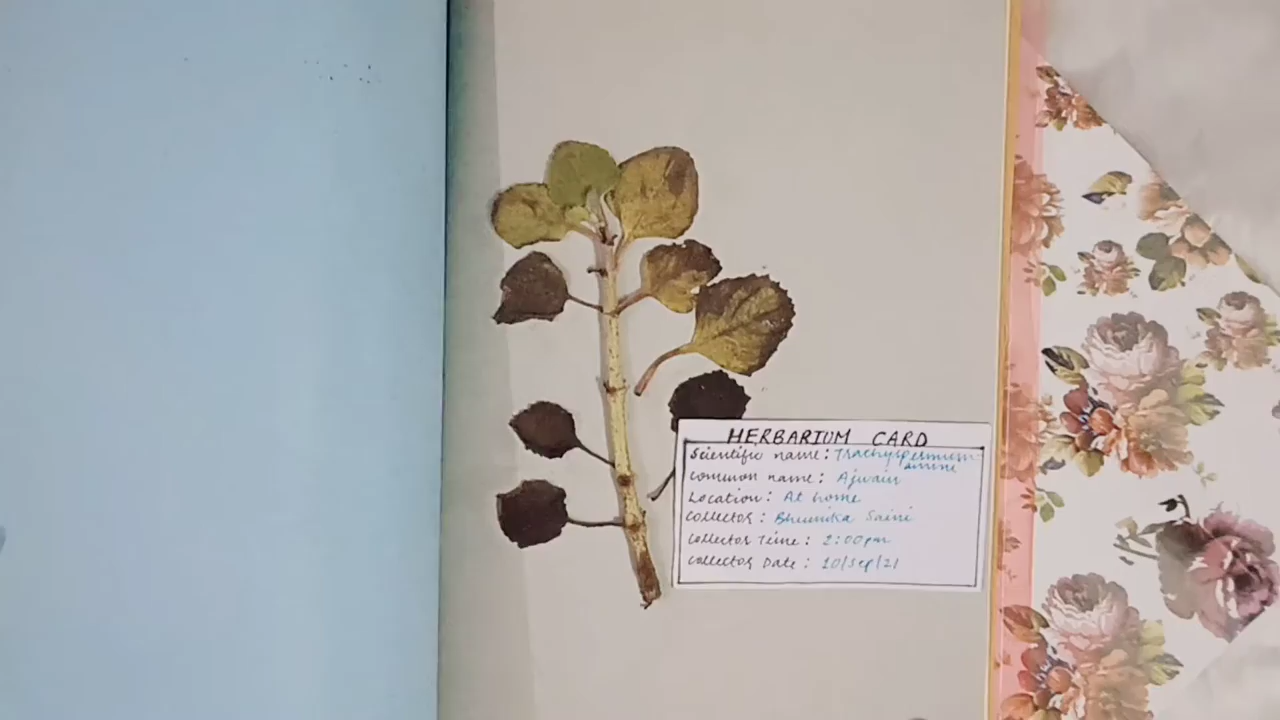 HERBARIUM CARD
Scientific name: Trachyspermum
ammi
Common name: Ajwain
Location: At home
Collector: Bhumika Saini
Collector Time: 2:00pm
Collector Date: 10/Sep/21